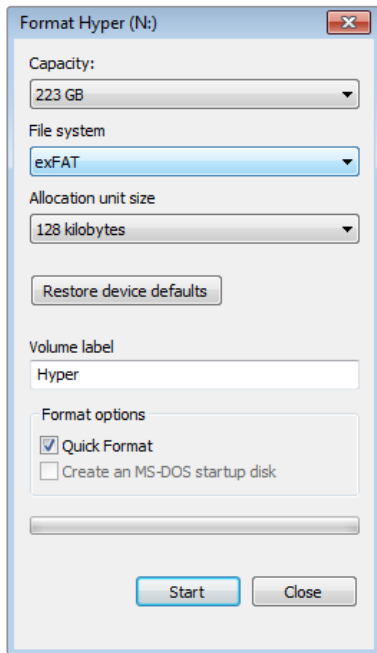 Format Hyper (N:)
Capacity:
223 GB
File system
exFAT
Allocation unit size
128 kilobytes
Restore device defaults
Volume label
Hyper
Format options
Quick Format
Create an MS-DOS startup disk
Start Close